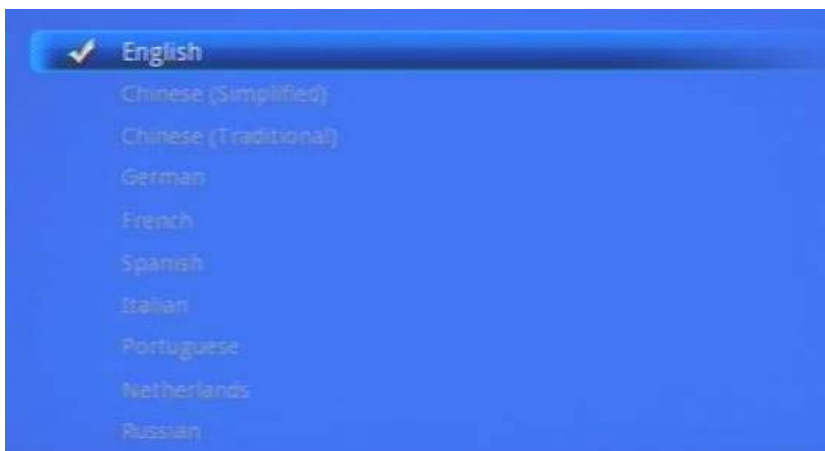 English
Chinese (Simplified)
Chinese (Traditional)
German
French
Spanish
Italian
Portuguese
Netherlands
Russian